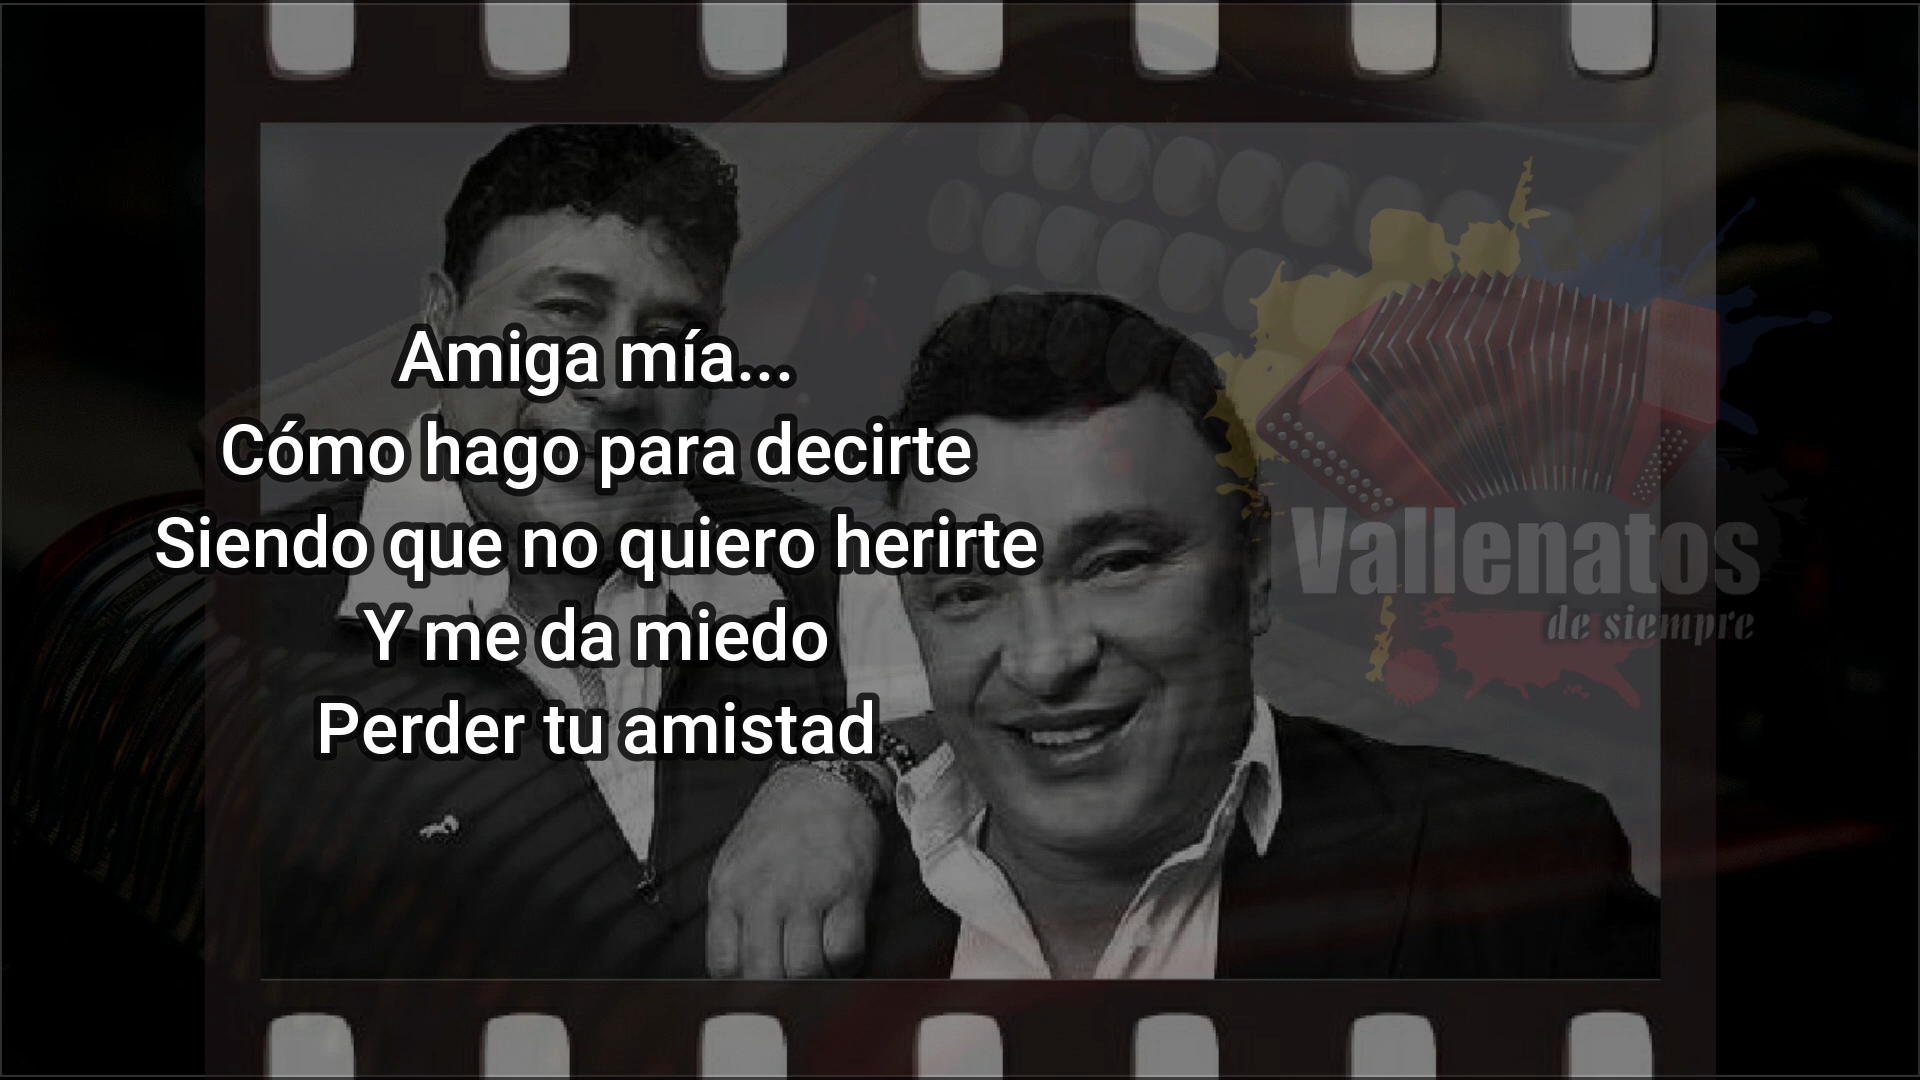 Amiga mía...
Cómo hago para decirte
Siendo que no quiero herirte
Y me da miedo
Perder tu amistad
Vallenatos
de siempre